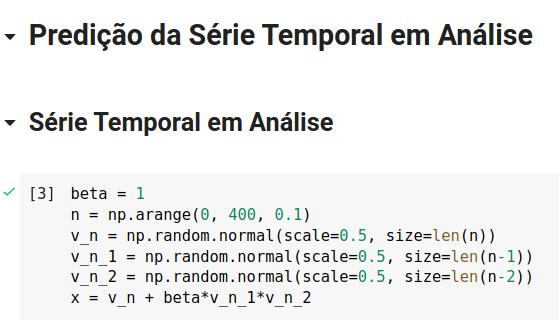 Predição da Série Temporal em Análise
Série Temporal em Análise
[3] beta = 1
n = np.arange(0, 400, 0.1)
v_n = np.random.normal(scale=0.5, size=len(n))
v_n_1 = np.random.normal(scale=0.5, size=len(n-1))
v_n_2 = np.random.normal(scale=0.5, size=len(n-2))
x = v_n + beta*v_n_1*v_n_2